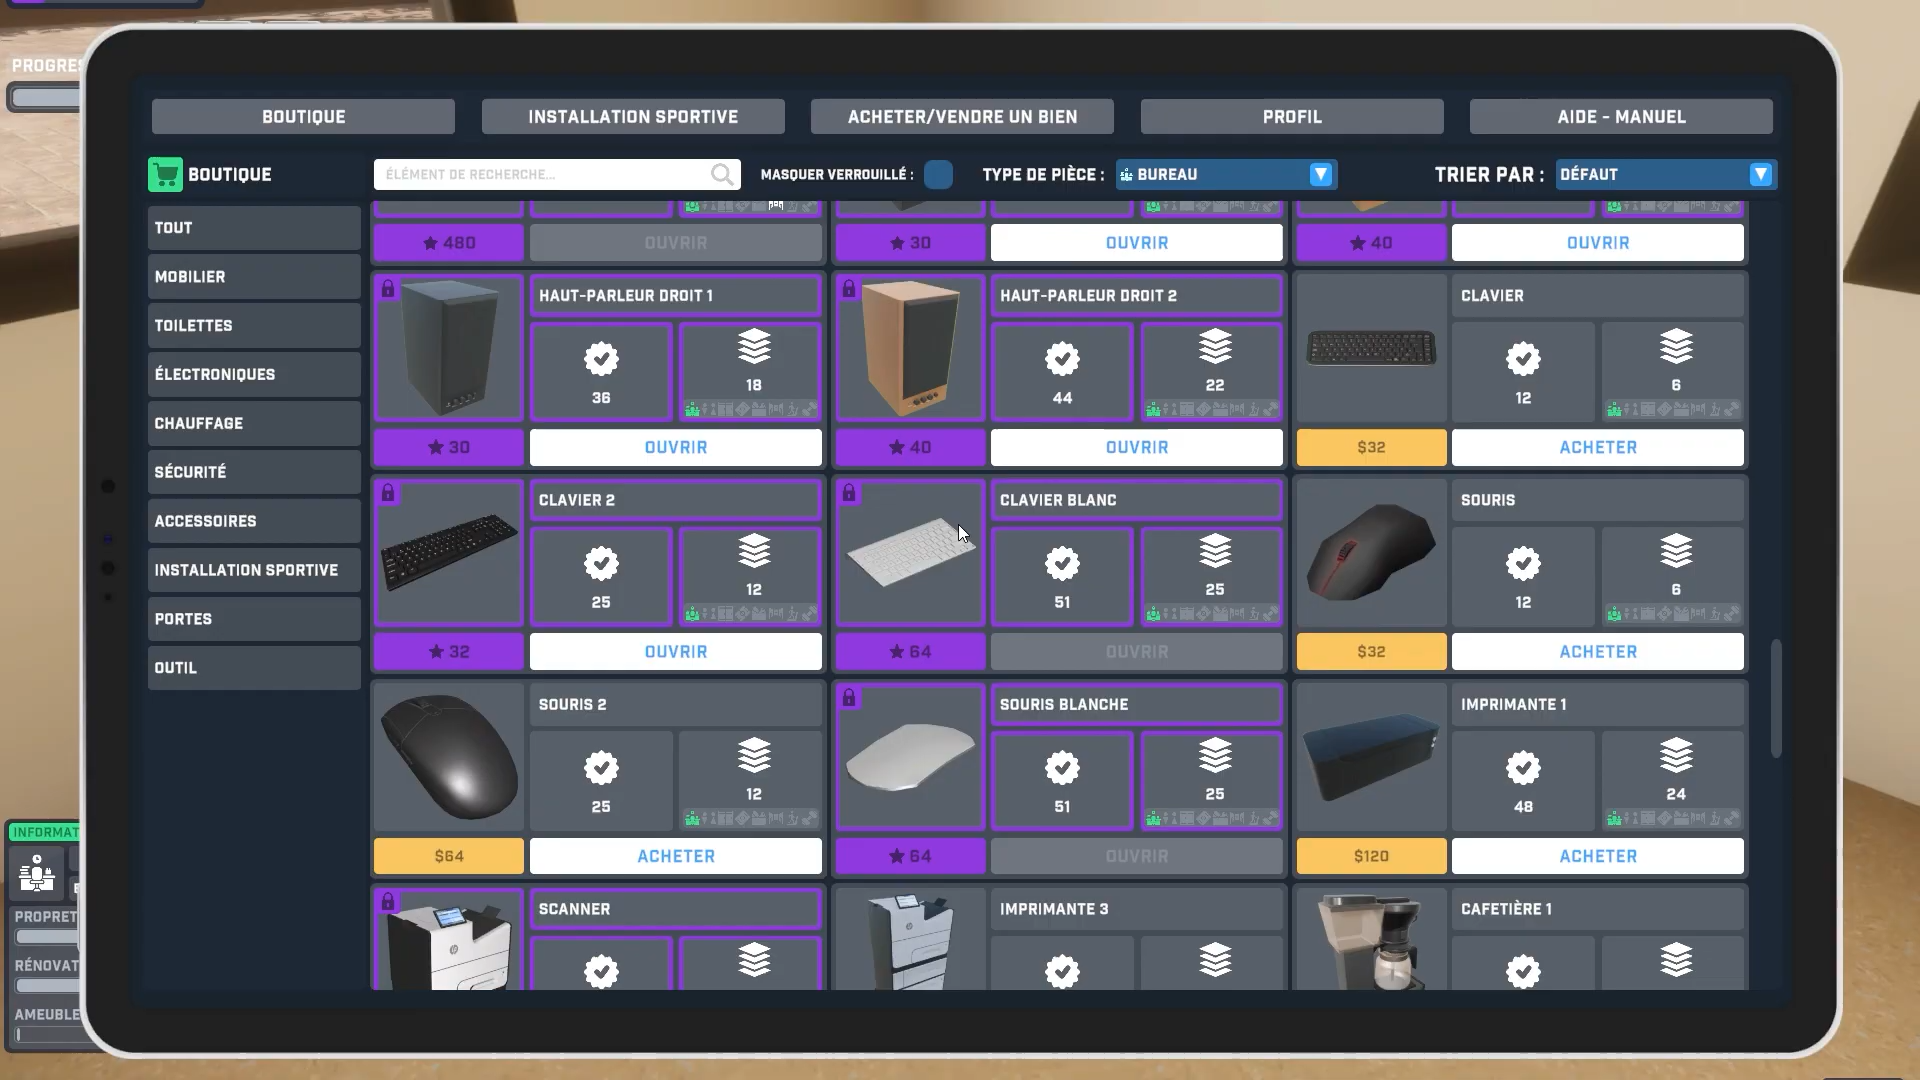 PROGRES
BOUTIQUE
INSTALLATION SPORTIVE
ACHETER/VENDRE UN BIEN
PROFIL
AIDE - MANUEL
BOUTIQUE
ÉLÉMENT DE RECHERCHE...
MASQUER VERROUILLÉ :
TYPE DE PIÈCE :
BUREAU
TRIER PAR :
DÉFAUT
TOUT
MOBILIER
TOILETTES
ÉLECTRONIQUES
CHAUFFAGE
SÉCURITÉ
ACCESSOIRES
INSTALLATION SPORTIVE
PORTES
OUTIL
480
OUVRIR
30
OUVRIR
40
OUVRIR
HAUT-PARLEUR DROIT 1
36
18
30
OUVRIR
HAUT-PARLEUR DROIT 2
44
22
40
OUVRIR
CLAVIER
12
6
$32
ACHETER
CLAVIER 2
25
12
32
OUVRIR
CLAVIER BLANC
51
25
64
OUVRIR
SOURIS
12
6
$32
ACHETER
SOURIS 2
25
12
$64
ACHETER
SOURIS BLANCHE
51
25
64
OUVRIR
IMPRIMANTE 1
48
24
$120
ACHETER
SCANNER
IMPRIMANTE 3
CAFETIÈRE 1
INFORMAT
PROPRET
RÉNOVAT
AMEUBLE